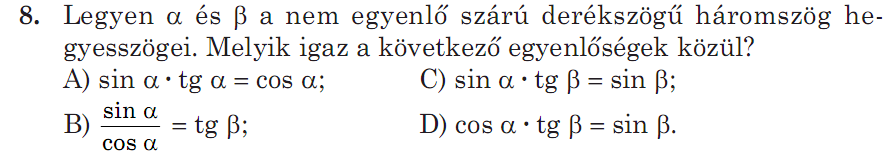 8. Legyen α és β a nem egyenlő szárú derékszögű háromszög he-
gyesszögei. Melyik igaz a következő egyenlőségek közül?
A) sin α · tg α = cos α; C) sin α · tg β = sin β;
B) sin α / cos α = tg β; D) cos α · tg β = sin β.